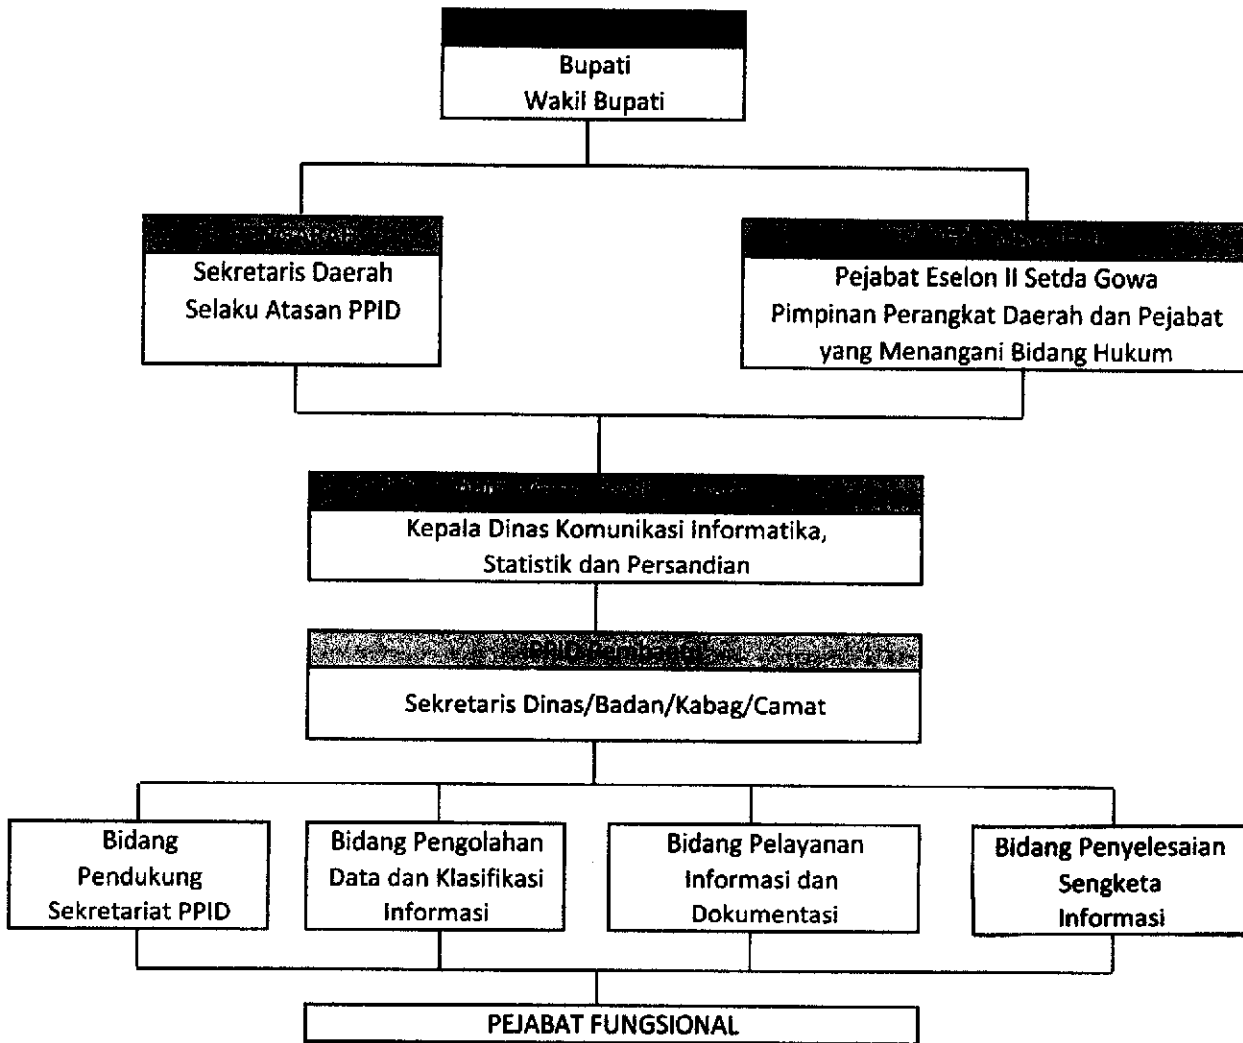 Bupati
Wakil Bupati
Sekretaris Daerah
Selaku Atasan PPID
Pejabat Eselon II Setda Gowa
Pimpinan Perangkat Daerah dan Pejabat
yang Menangani Bidang Hukum
Kepala Dinas Komunikasi Informatika,
Statistik dan Persandian
PPID Pembantu
Sekretaris Dinas/Badan/Kabag/Camat
Bidang
Pendukung
Sekretariat PPID
Bidang Pengolahan
Data dan Klasifikasi
Informasi
Bidang Pelayanan
Informasi dan
Dokumentasi
Bidang Penyelesaian
Sengketa
Informasi
PEJABAT FUNGSIONAL